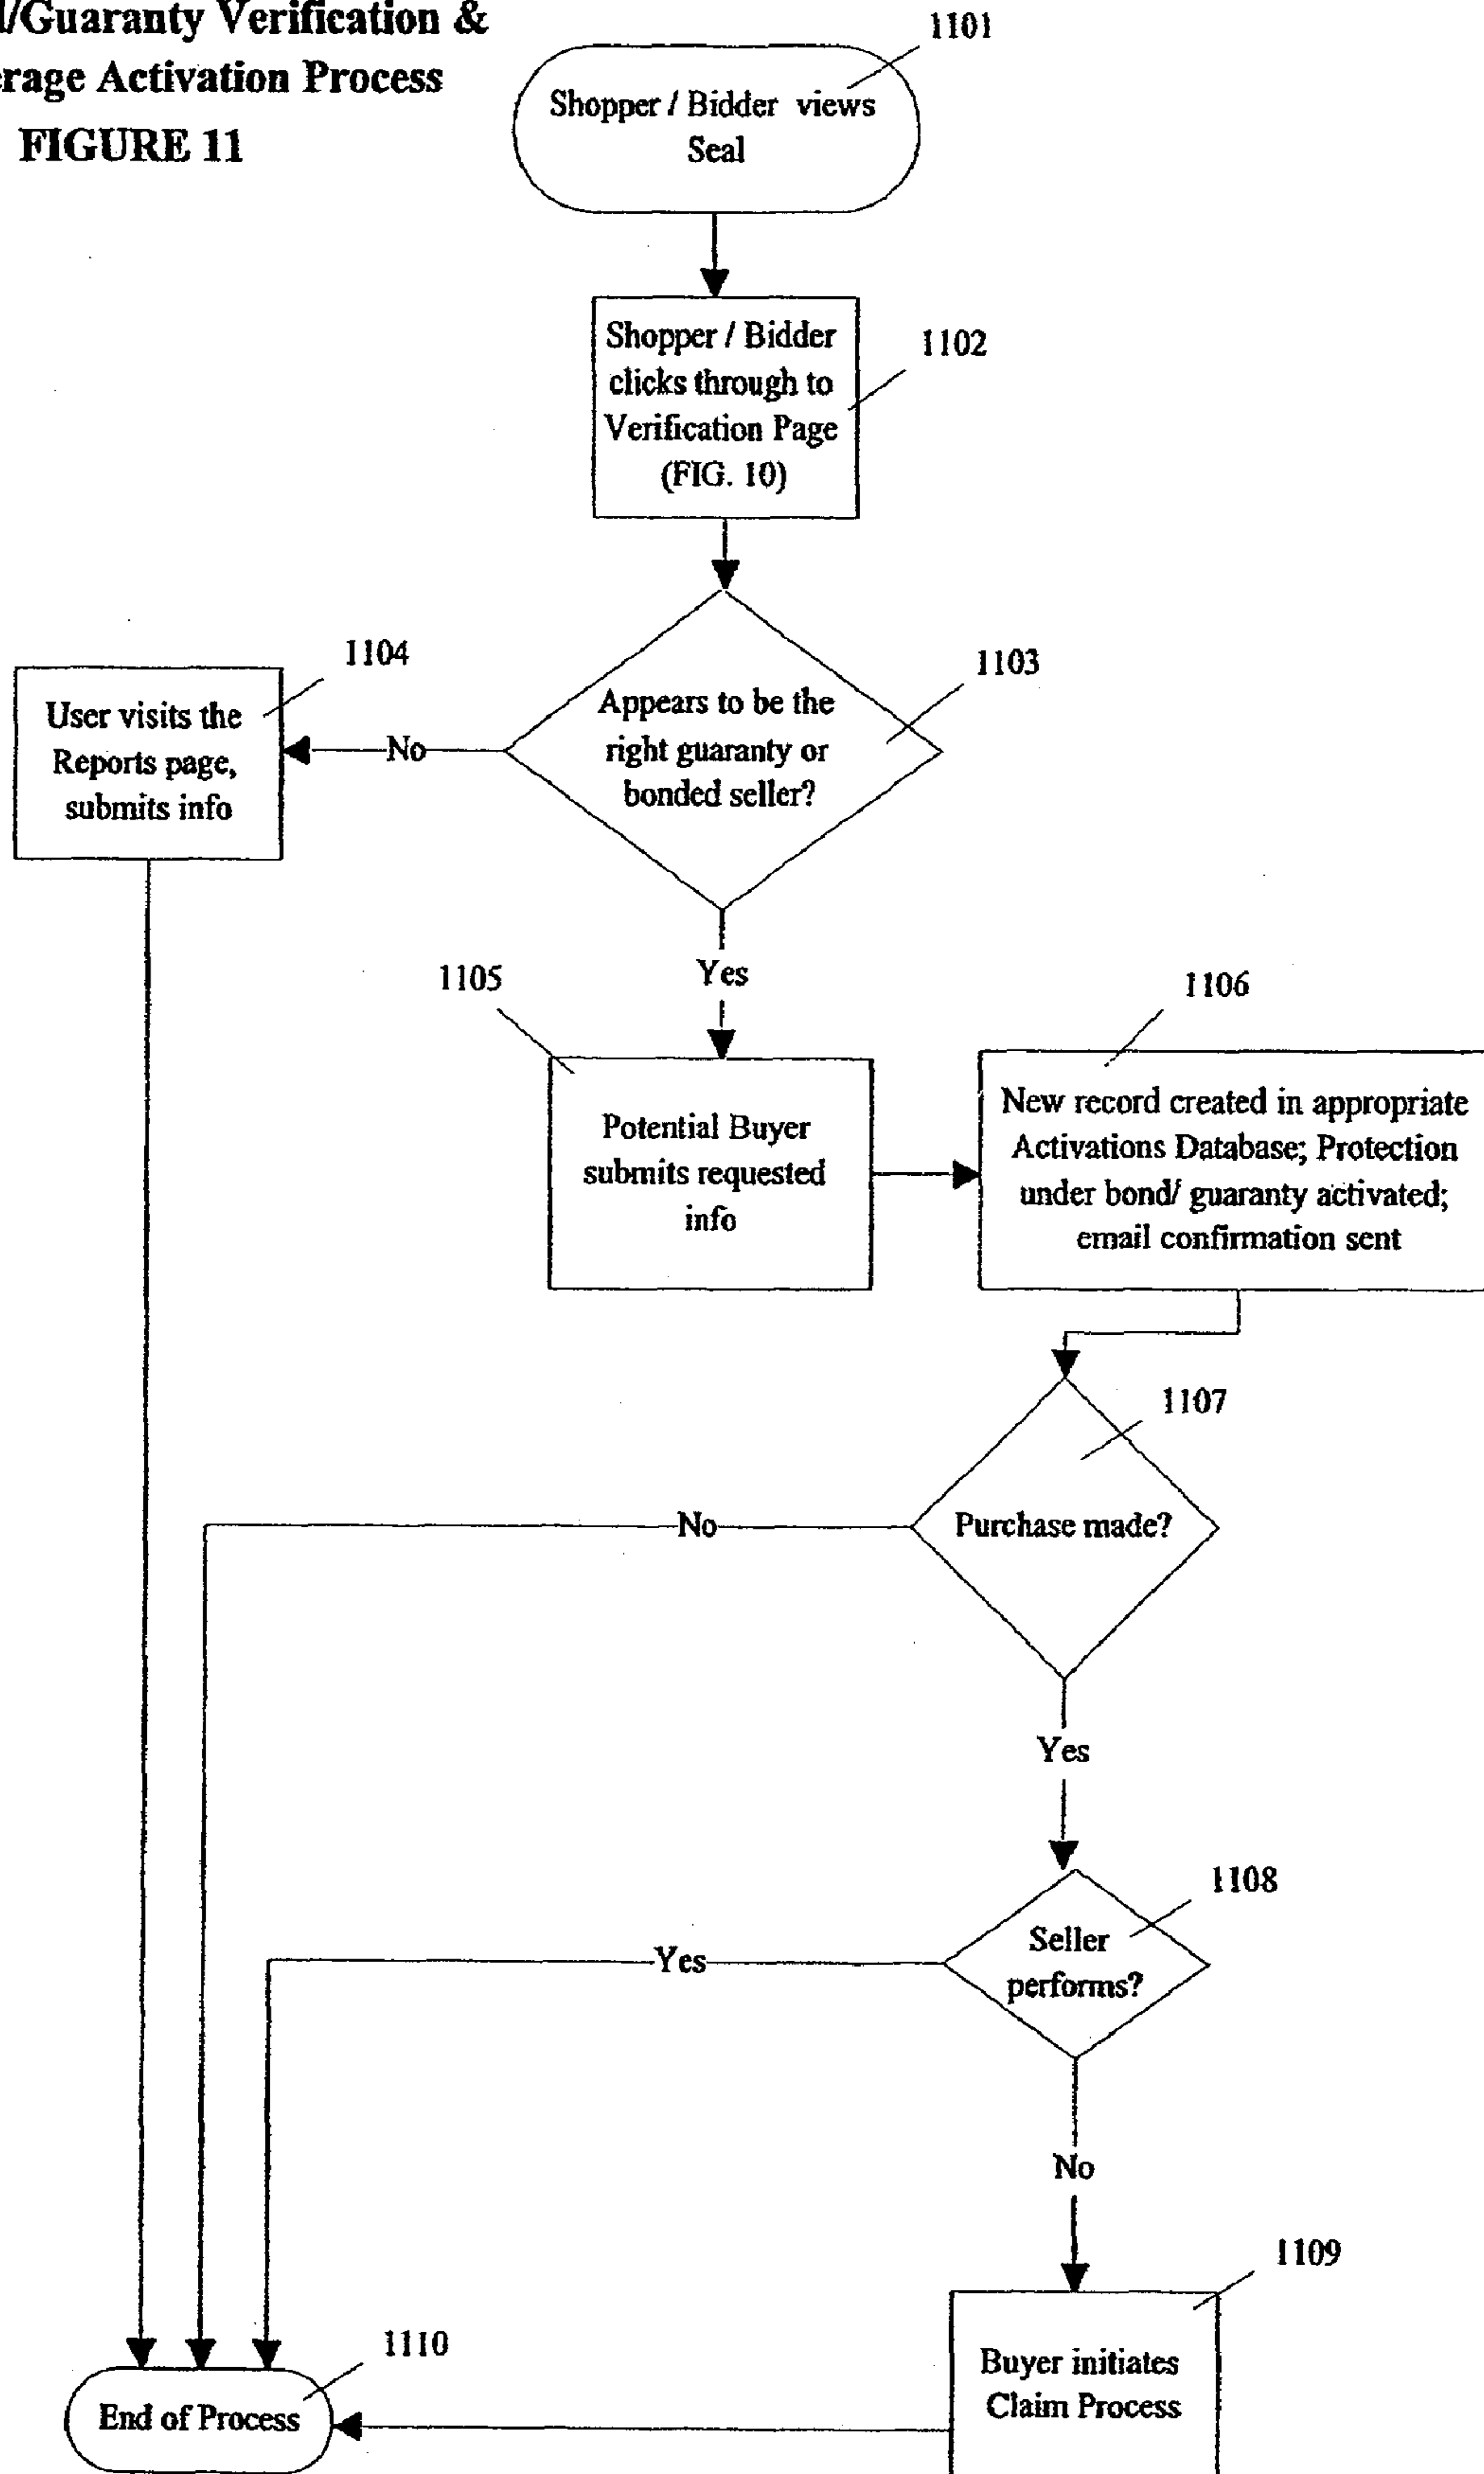 /Guaranty Verification &
erage Activation Process
FIGURE 11
1101
Shopper / Bidder views
Seal
Shopper / Bidder
clicks through to
Verification Page
(FIG. 10)
1102
1103
Appears to be the
right guaranty or
bonded seller?
No
1104
User visits the
Reports page,
submits info
Yes
1105
Potential Buyer
submits requested
info
1106
New record created in appropriate
Activations Database; Protection
under bond/ guaranty activated;
email confirmation sent
1107
Purchase made?
No
Yes
1108
Seller
performs?
Yes
No
1109
Buyer initiates
Claim Process
1110
End of Process